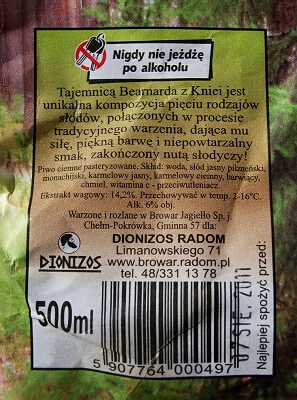 Nigdy nie jeżdżę
po alkoholu
Tajemnicą Bearnarda z Kniei jest
unikalna kompozycja pięciu rodzajów
słodów, połączonych w procesie
tradycyjnego warzenia, dająca mu
siłę, piękną barwę i niepowtarzalny
smak, zakończony nutą słodyczy!
Piwo ciemne pasteryzowane. Skład: woda, słód jasny pilzneński,
monachijski, karmelowy jasny, karmelowy ciemny, barwiący,
chmiel, witamina c - przeciwutleniacz.
Ekstrakt wagowy: 14,2%. Przechowywać w temp. 2-16°C.
Alk. 6% obj.
Warzone i rozlane w Browar Jagiełło Sp. j.
Chełm-Pokrówka, Gminna 57 dla:
DIONIZOS RADOM
Limanowskiego 71
www.browar.radom.pl
tel. 48/331 13 78
DIONIZOS
500ml
5 907764 000497
Najlepiej spożyć przed:
07 SIE. 2011